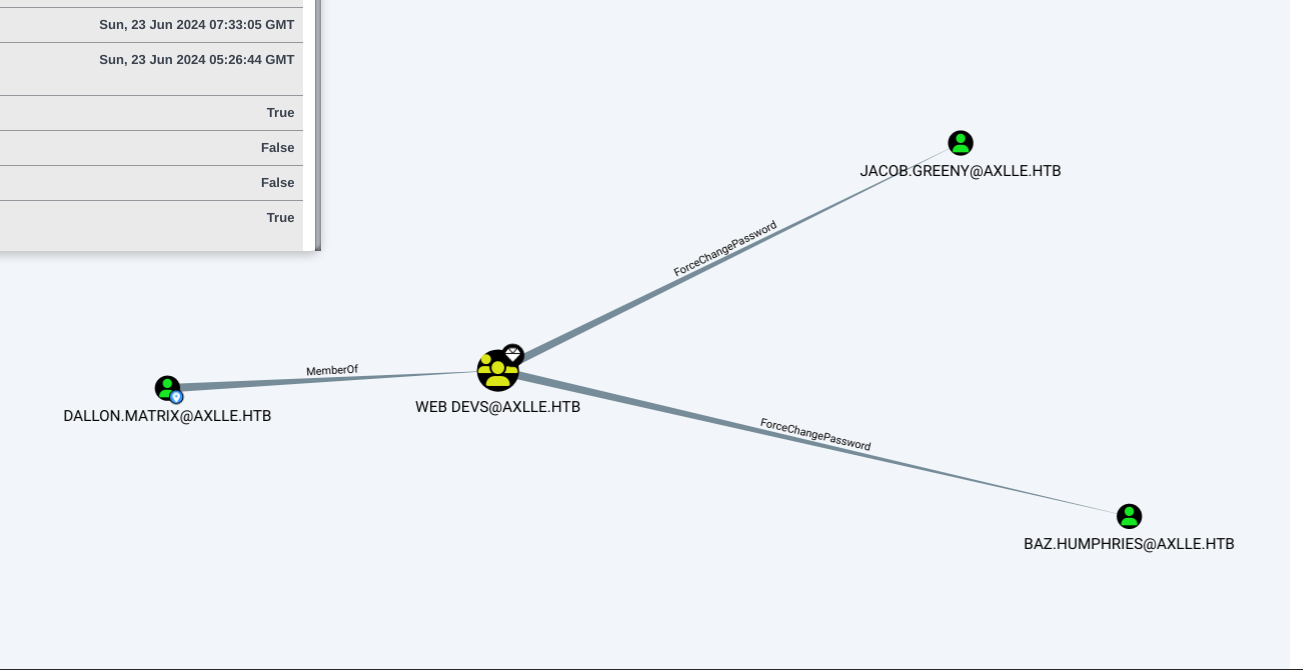 Sun, 23 Jun 2024 07:33:05 GMT
Sun, 23 Jun 2024 05:26:44 GMT
True
False
False
True
JACOB.GREENY@AXLLE.HTB
ForceChangePassword
MemberOf
DALLON.MATRIX@AXLLE.HTB
WEB DEVS@AXLLE.HTB
ForceChangePassword
BAZ.HUMPHRIES@AXLLE.HTB